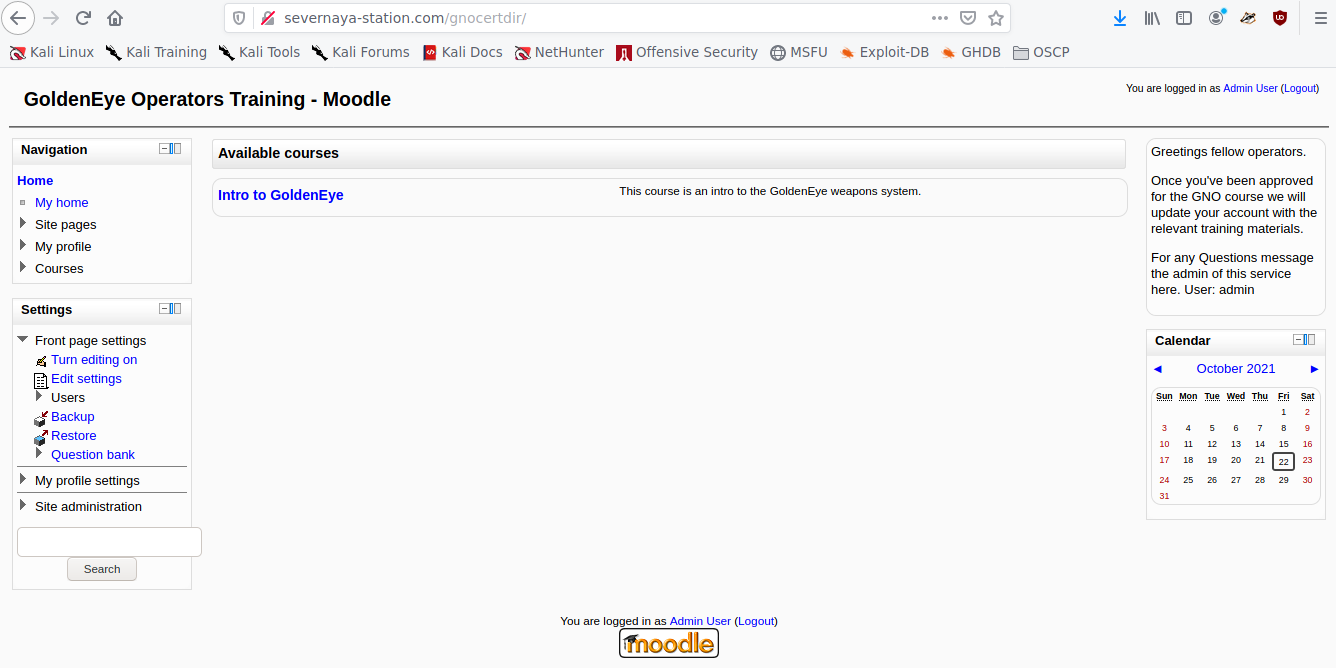 severnaya-station.com/gnocertdir/
Kali Linux Kali Training Kali Tools Kali Forums Kali Docs NetHunter Offensive Security MSFU Exploit-DB GHDB OSCP
GoldenEye Operators Training - Moodle
You are logged in as Admin User (Logout)
Navigation
Home
My home
Site pages
My profile
Courses
Settings
Front page settings
Turn editing on
Edit settings
Users
Backup
Restore
Question bank
My profile settings
Site administration
Search
Available courses
Intro to GoldenEye
This course is an intro to the GoldenEye weapons system.
Greetings fellow operators.
Once you've been approved
for the GNO course we will
update your account with the
relevant training materials.
For any Questions message
the admin of this service
here. User: admin
Calendar
◄ October 2021 ►
Sun Mon Tue Wed Thu Fri Sat
1 2
3 4 5 6 7 8 9
10 11 12 13 14 15 16
17 18 19 20 21 22 23
24 25 26 27 28 29 30
31
You are logged in as Admin User (Logout)
moodle